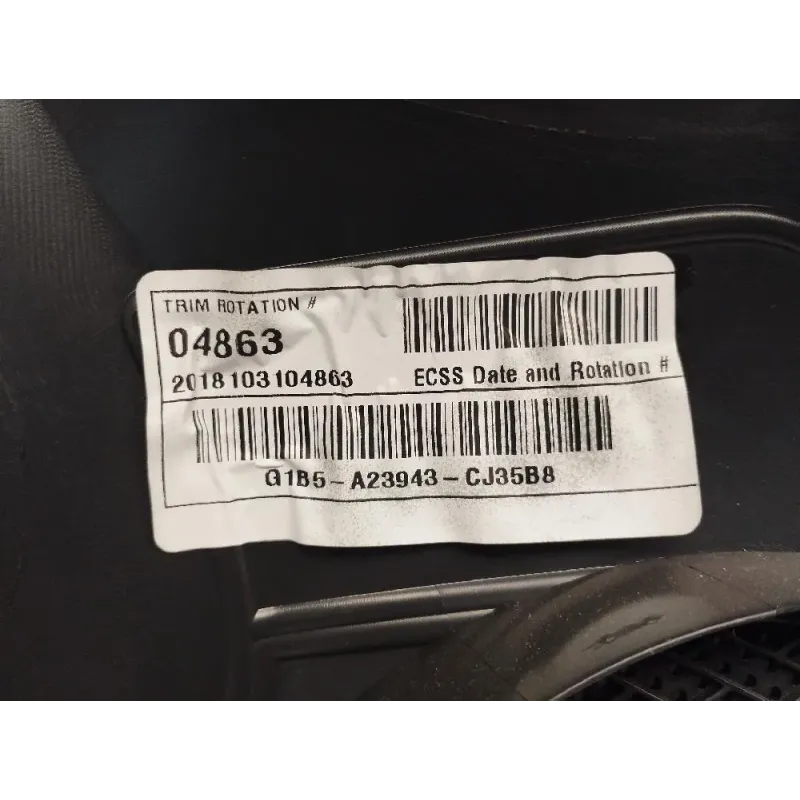 TRIM ROTATION #
04863
2018103104863 ECSS Date and Rotation #
G1B5-A23943-CJ35B8